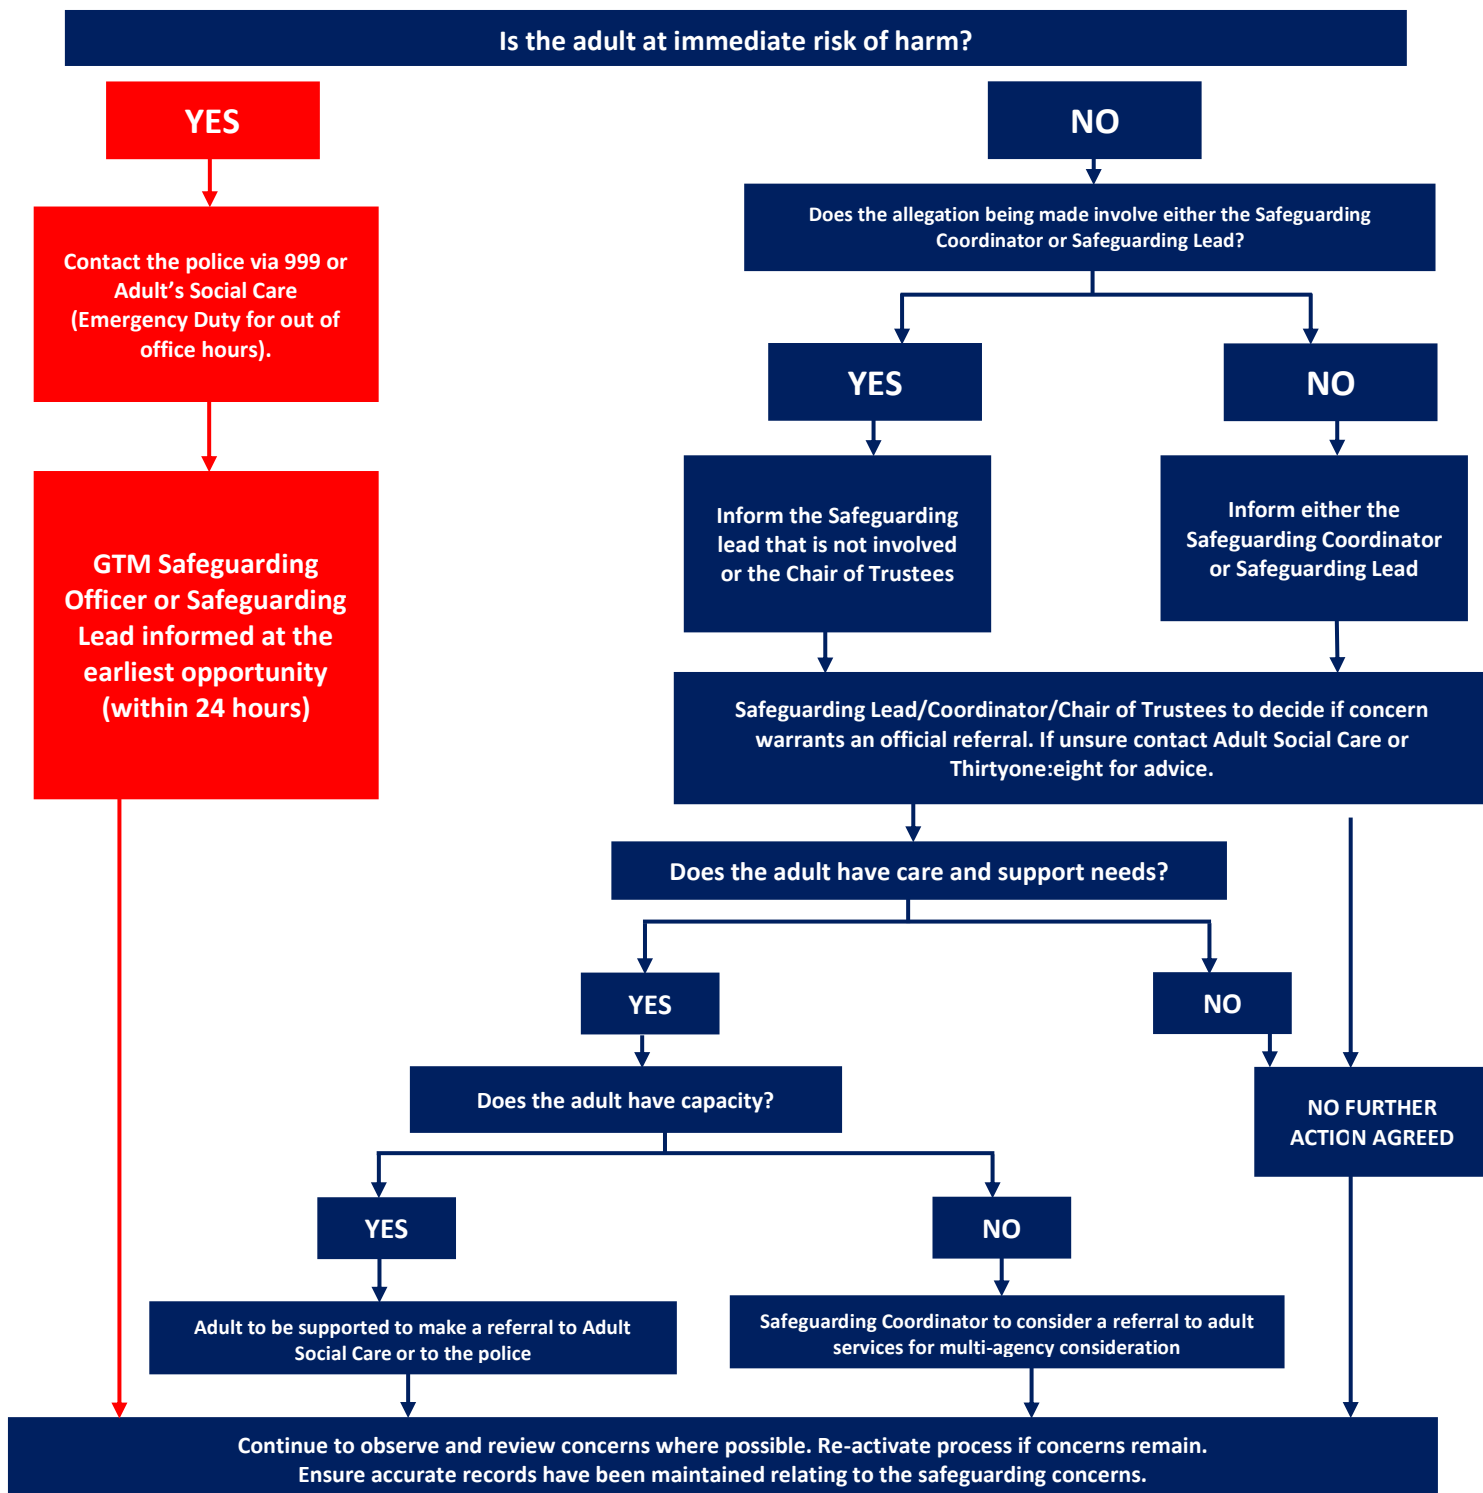 Is the adult at immediate risk of harm?
YES
NO
Contact the police via 999 or
Adult’s Social Care
(Emergency Duty for out of
office hours).
Does the allegation being made involve either the Safeguarding
Coordinator or Safeguarding Lead?
YES
NO
GTM Safeguarding
Officer or Safeguarding
Lead informed at the
earliest opportunity
(within 24 hours)
Inform the Safeguarding
lead that is not involved
or the Chair of Trustees
Inform either the
Safeguarding Coordinator
or Safeguarding Lead
Safeguarding Lead/Coordinator/Chair of Trustees to decide if concern
warrants an official referral. If unsure contact Adult Social Care or
Thirtyone:eight for advice.
Does the adult have care and support needs?
YES
NO
Does the adult have capacity?
NO FURTHER
ACTION AGREED
YES
NO
Adult to be supported to make a referral to Adult
Social Care or to the police
Safeguarding Coordinator to consider a referral to adult
services for multi-agency consideration
Continue to observe and review concerns where possible. Re-activate process if concerns remain.
Ensure accurate records have been maintained relating to the safeguarding concerns.